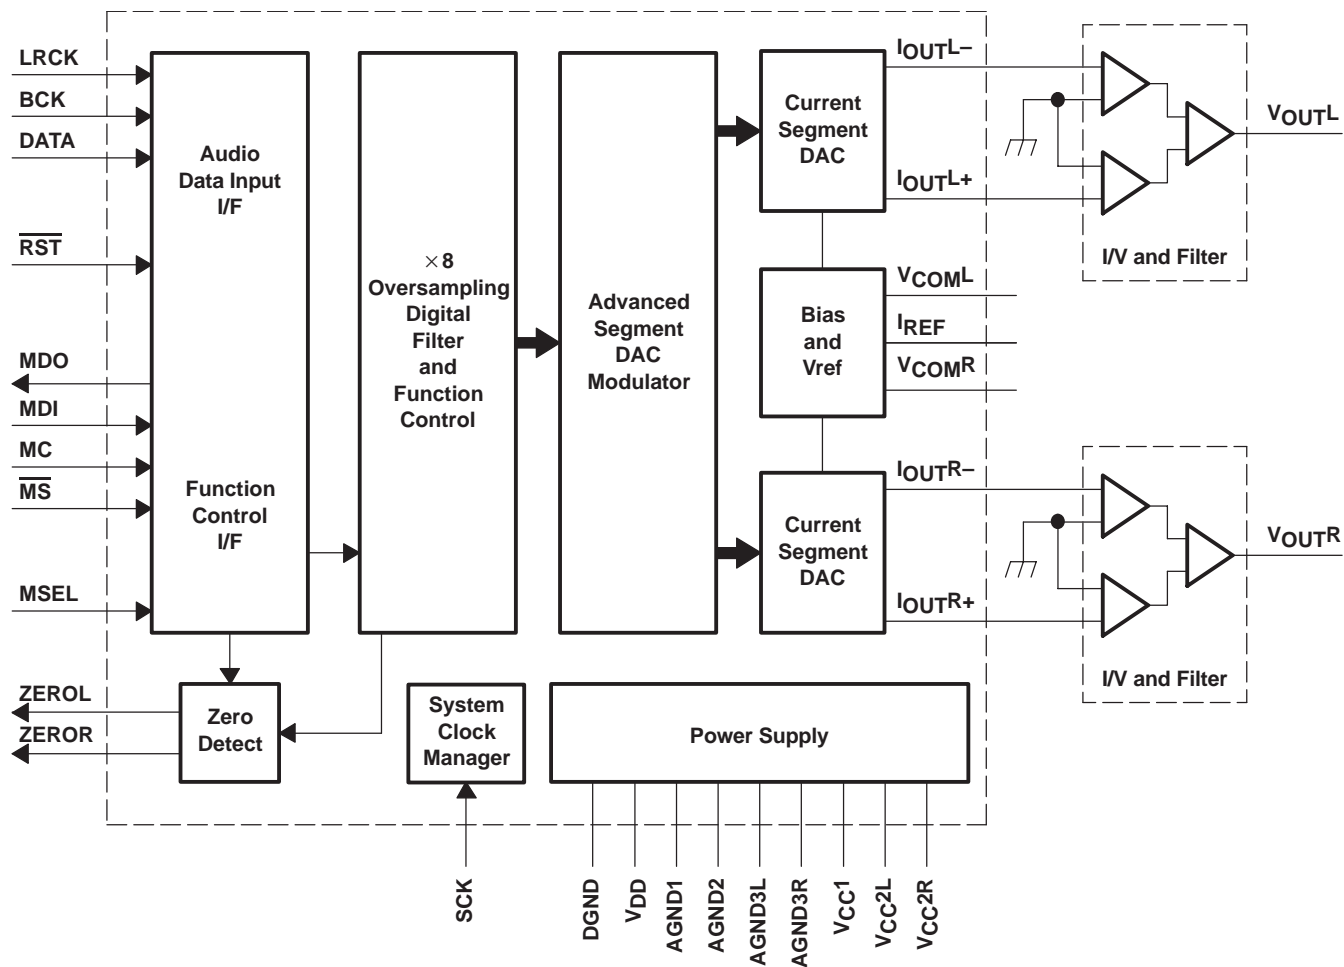 LRCK
BCK
DATA
RST
MDO
MDI
MC
MS
MSEL
ZEROL
ZEROR
Audio
Data Input
I/F
Function
Control
I/F
×8
Oversampling
Digital
Filter
and
Function
Control
Advanced
Segment
DAC
Modulator
Current
Segment
DAC
Bias
and
Vref
Current
Segment
DAC
IOUTL–
IOUTL+
VCOML
IREF
VCOMR
IOUTR–
IOUTR+
VOUTL
I/V and Filter
VOUTR
I/V and Filter
Zero
Detect
System
Clock
Manager
Power Supply
SCK
DGND
VDD
AGND1
AGND2
AGND3L
AGND3R
VCC1
VCC2L
VCC2R